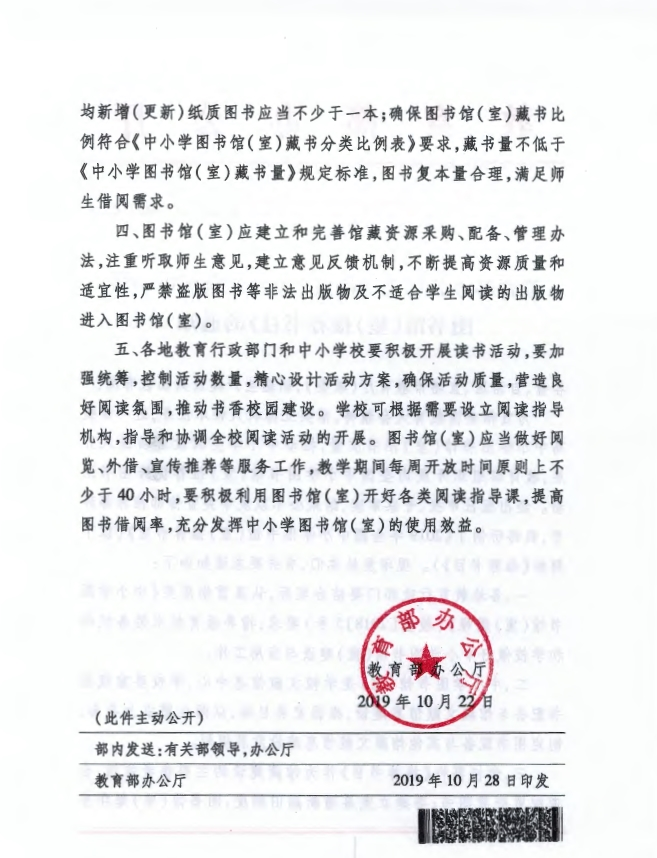 均新增(更新)纸质图书应当不少于一本;确保图书馆(室)藏书比
例符合《中小学图书馆(室)藏书分类比例表》要求,藏书量不低于
《中小学图书馆(室)藏书量》规定标准,图书复本量合理,满足师
生借阅需求。
四、图书馆(室)应建立和完善馆藏资源采购、配备、管理办
法,注重听取师生意见,建立意见反馈机制,不断提高资源质量和
适宜性,严禁盗版图书等非法出版物及不适合学生阅读的出版物
进入图书馆(室)。
五、各地教育行政部门和中小学校要积极开展读书活动,要加
强统筹,控制活动数量,精心设计活动方案,确保活动质量,营造良
好阅读氛围,推动书香校园建设。学校可根据需要设立阅读指导
机构,指导和协调全校阅读活动的开展。图书馆(室)应当做好阅
览、外借、宣传推荐等服务工作,教学期间每周开放时间原则上不
少于 40 小时,要积极利用图书馆(室)开好各类阅读指导课,提高
图书借阅率,充分发挥中小学图书馆(室)的使用效益。
教育部办公厅
教育部办公厅
2019 年 10 月 22 日
(此件主动公开)
部内发送:有关部领导,办公厅
教育部办公厅 2019 年 10 月 28 日印发